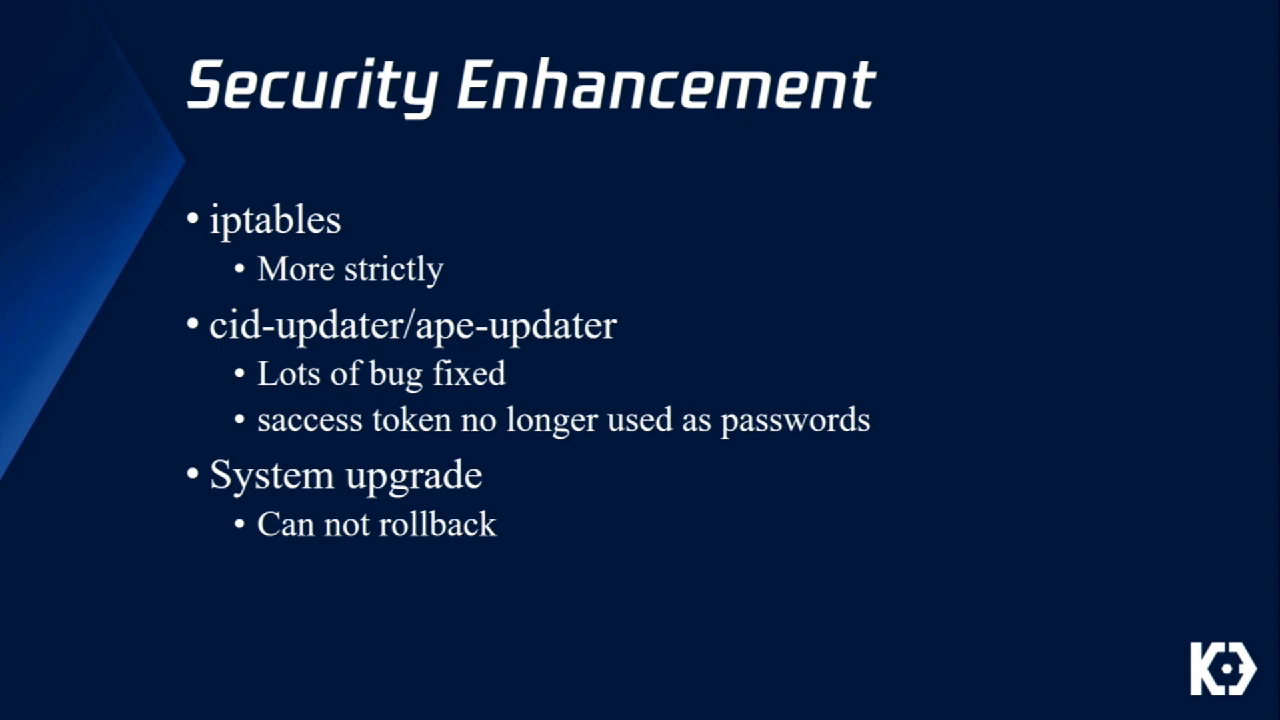 Security Enhancement
• iptables
• More strictly
• cid-updater/ape-updater
• Lots of bug fixed
• saccess token no longer used as passwords
• System upgrade
• Can not rollback